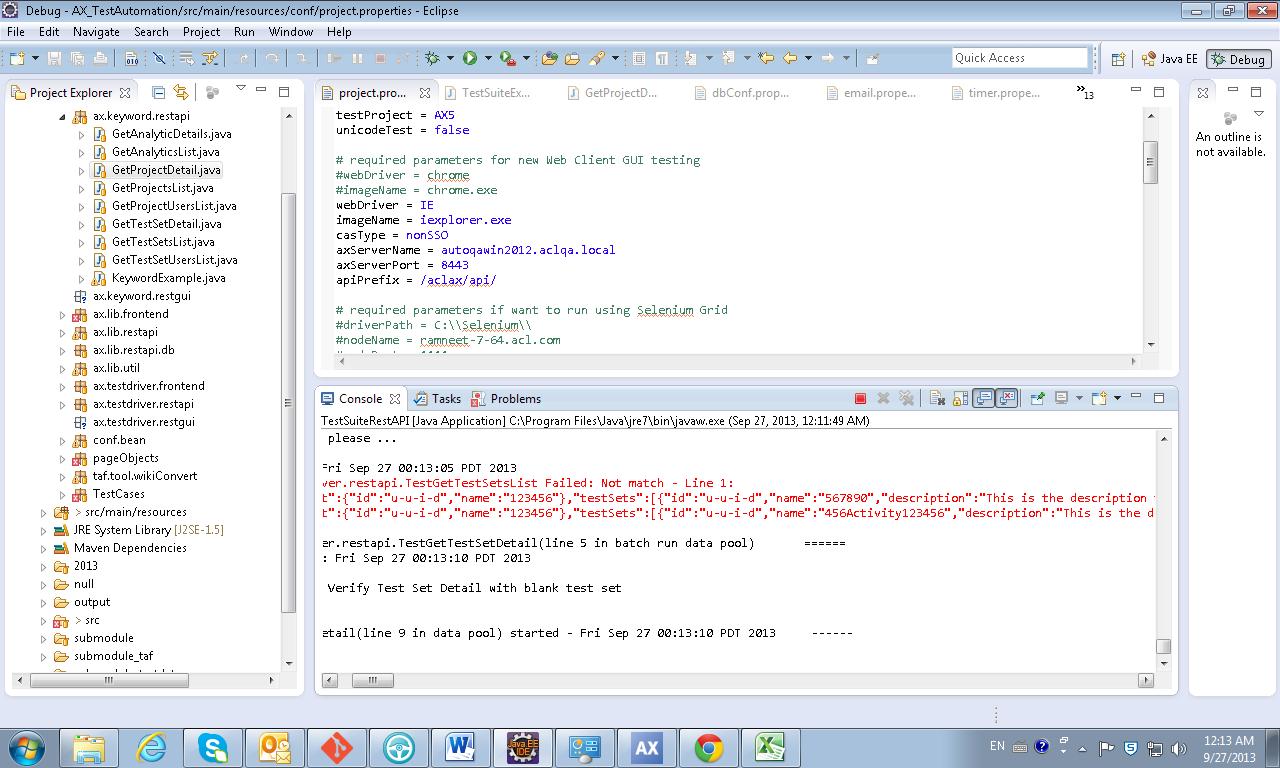 Debug - AX_TestAutomation/src/main/resources/conf/project.properties - Eclipse
File Edit Navigate Search Project Run Window Help
Quick Access
Java EE
Debug
Project Explorer
ax.keyword.restapi
GetAnalyticDetails.java
GetAnalyticsList.java
GetProjectDetail.java
GetProjectsList.java
GetProjectUsersList.java
GetTestSetDetail.java
GetTestSetsList.java
GetTestSetUsersList.java
KeywordExample.java
ax.keyword.restgui
ax.lib.frontend
ax.lib.restapi
ax.lib.restapi.db
ax.lib.util
ax.testdriver.frontend
ax.testdriver.restapi
ax.testdriver.restgui
conf.bean
pageObjects
taf.tool.wikiConvert
TestCases
> src/main/resources
JRE System Library [J2SE-1.5]
Maven Dependencies
2013
null
output
> src
submodule
submodule_taf
project.pro... TestSuiteEx... GetProjectD... dbConf.prop... email.prope... timer.prope... »13
testProject = AX5
unicodeTest = false
# required parameters for new Web Client GUI testing
#webDriver = chrome
#imageName = chrome.exe
webDriver = IE
imageName = iexplorer.exe
casType = nonSSO
axServerName = autoqawin2012.aclqa.local
axServerPort = 8443
apiPrefix = /aclax/api/
# required parameters if want to run using Selenium Grid
#driverPath = C:\\Selenium\\
#nodeName = ramneet-7-64.acl.com
An outline is
not available.
Console Tasks Problems
TestSuiteRestAPI [Java Application] C:\Program Files\Java\jre7\bin\javaw.exe (Sep 27, 2013, 12:11:49 AM)
please ...
Fri Sep 27 00:13:05 PDT 2013
ver.restapi.TestGetTestSetsList Failed: Not match - Line 1:
t":{"id":"u-u-i-d","name":"123456"},"testSets":[{"id":"u-u-i-d","name":"567890","description":"This is the description
t":{"id":"u-u-i-d","name":"123456"},"testSets":[{"id":"u-u-i-d","name":"456Activity123456","description":"This is the d
er.restapi.TestGetTestSetDetail(line 5 in batch run data pool) ======
: Fri Sep 27 00:13:10 PDT 2013
Verify Test Set Detail with blank test set
etail(line 9 in data pool) started - Fri Sep 27 00:13:10 PDT 2013 ------
Java EE
IDE
AX
EN
12:13 AM
9/27/2013